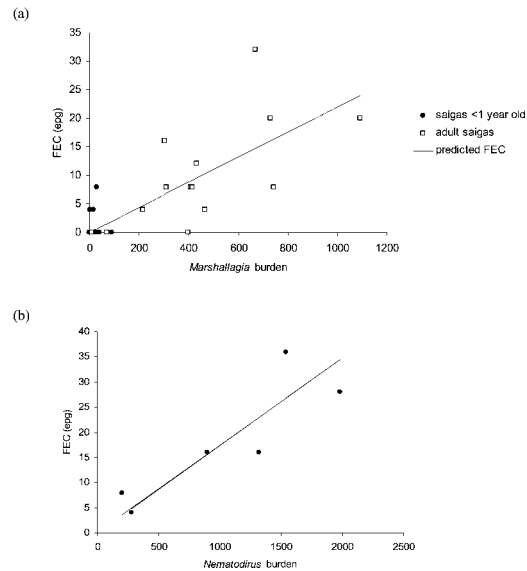 (a)
35
30
25
20
15
10
5
0
FEC (epg)
0 200 400 600 800 1000 1200
Marshallagia burden
saigas <1 year old
adult saigas
predicted FEC
(b)
40
35
30
25
20
15
10
5
0
FEC (epg)
0 500 1000 1500 2000 2500
Nematodirus burden